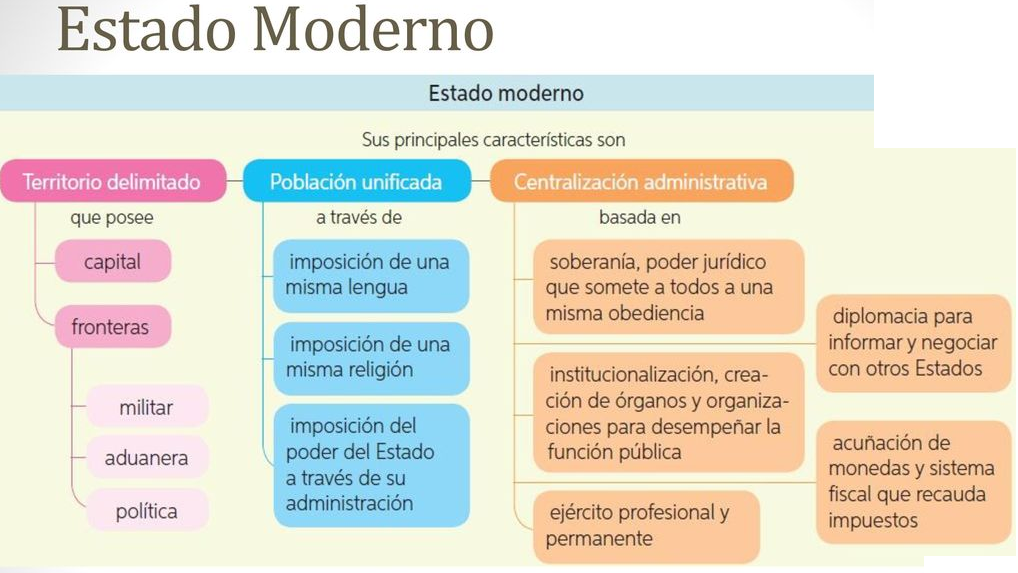 Estado Moderno
Estado moderno
Sus principales características son
Territorio delimitado
que posee
capital
fronteras
militar
aduanera
política
Población unificada
a través de
imposición de una
misma lengua
imposición de una
misma religión
imposición del
poder del Estado
a través de su
administración
Centralización administrativa
basada en
soberanía, poder jurídico
que somete a todos a una
misma obediencia
diplomacia para
informar y negociar
con otros Estados
institucionalización, crea-
ción de órganos y organiza-
ciones para desempeñar la
función pública
acuñación de
monedas y sistema
fiscal que recauda
impuestos
ejército profesional y
permanente